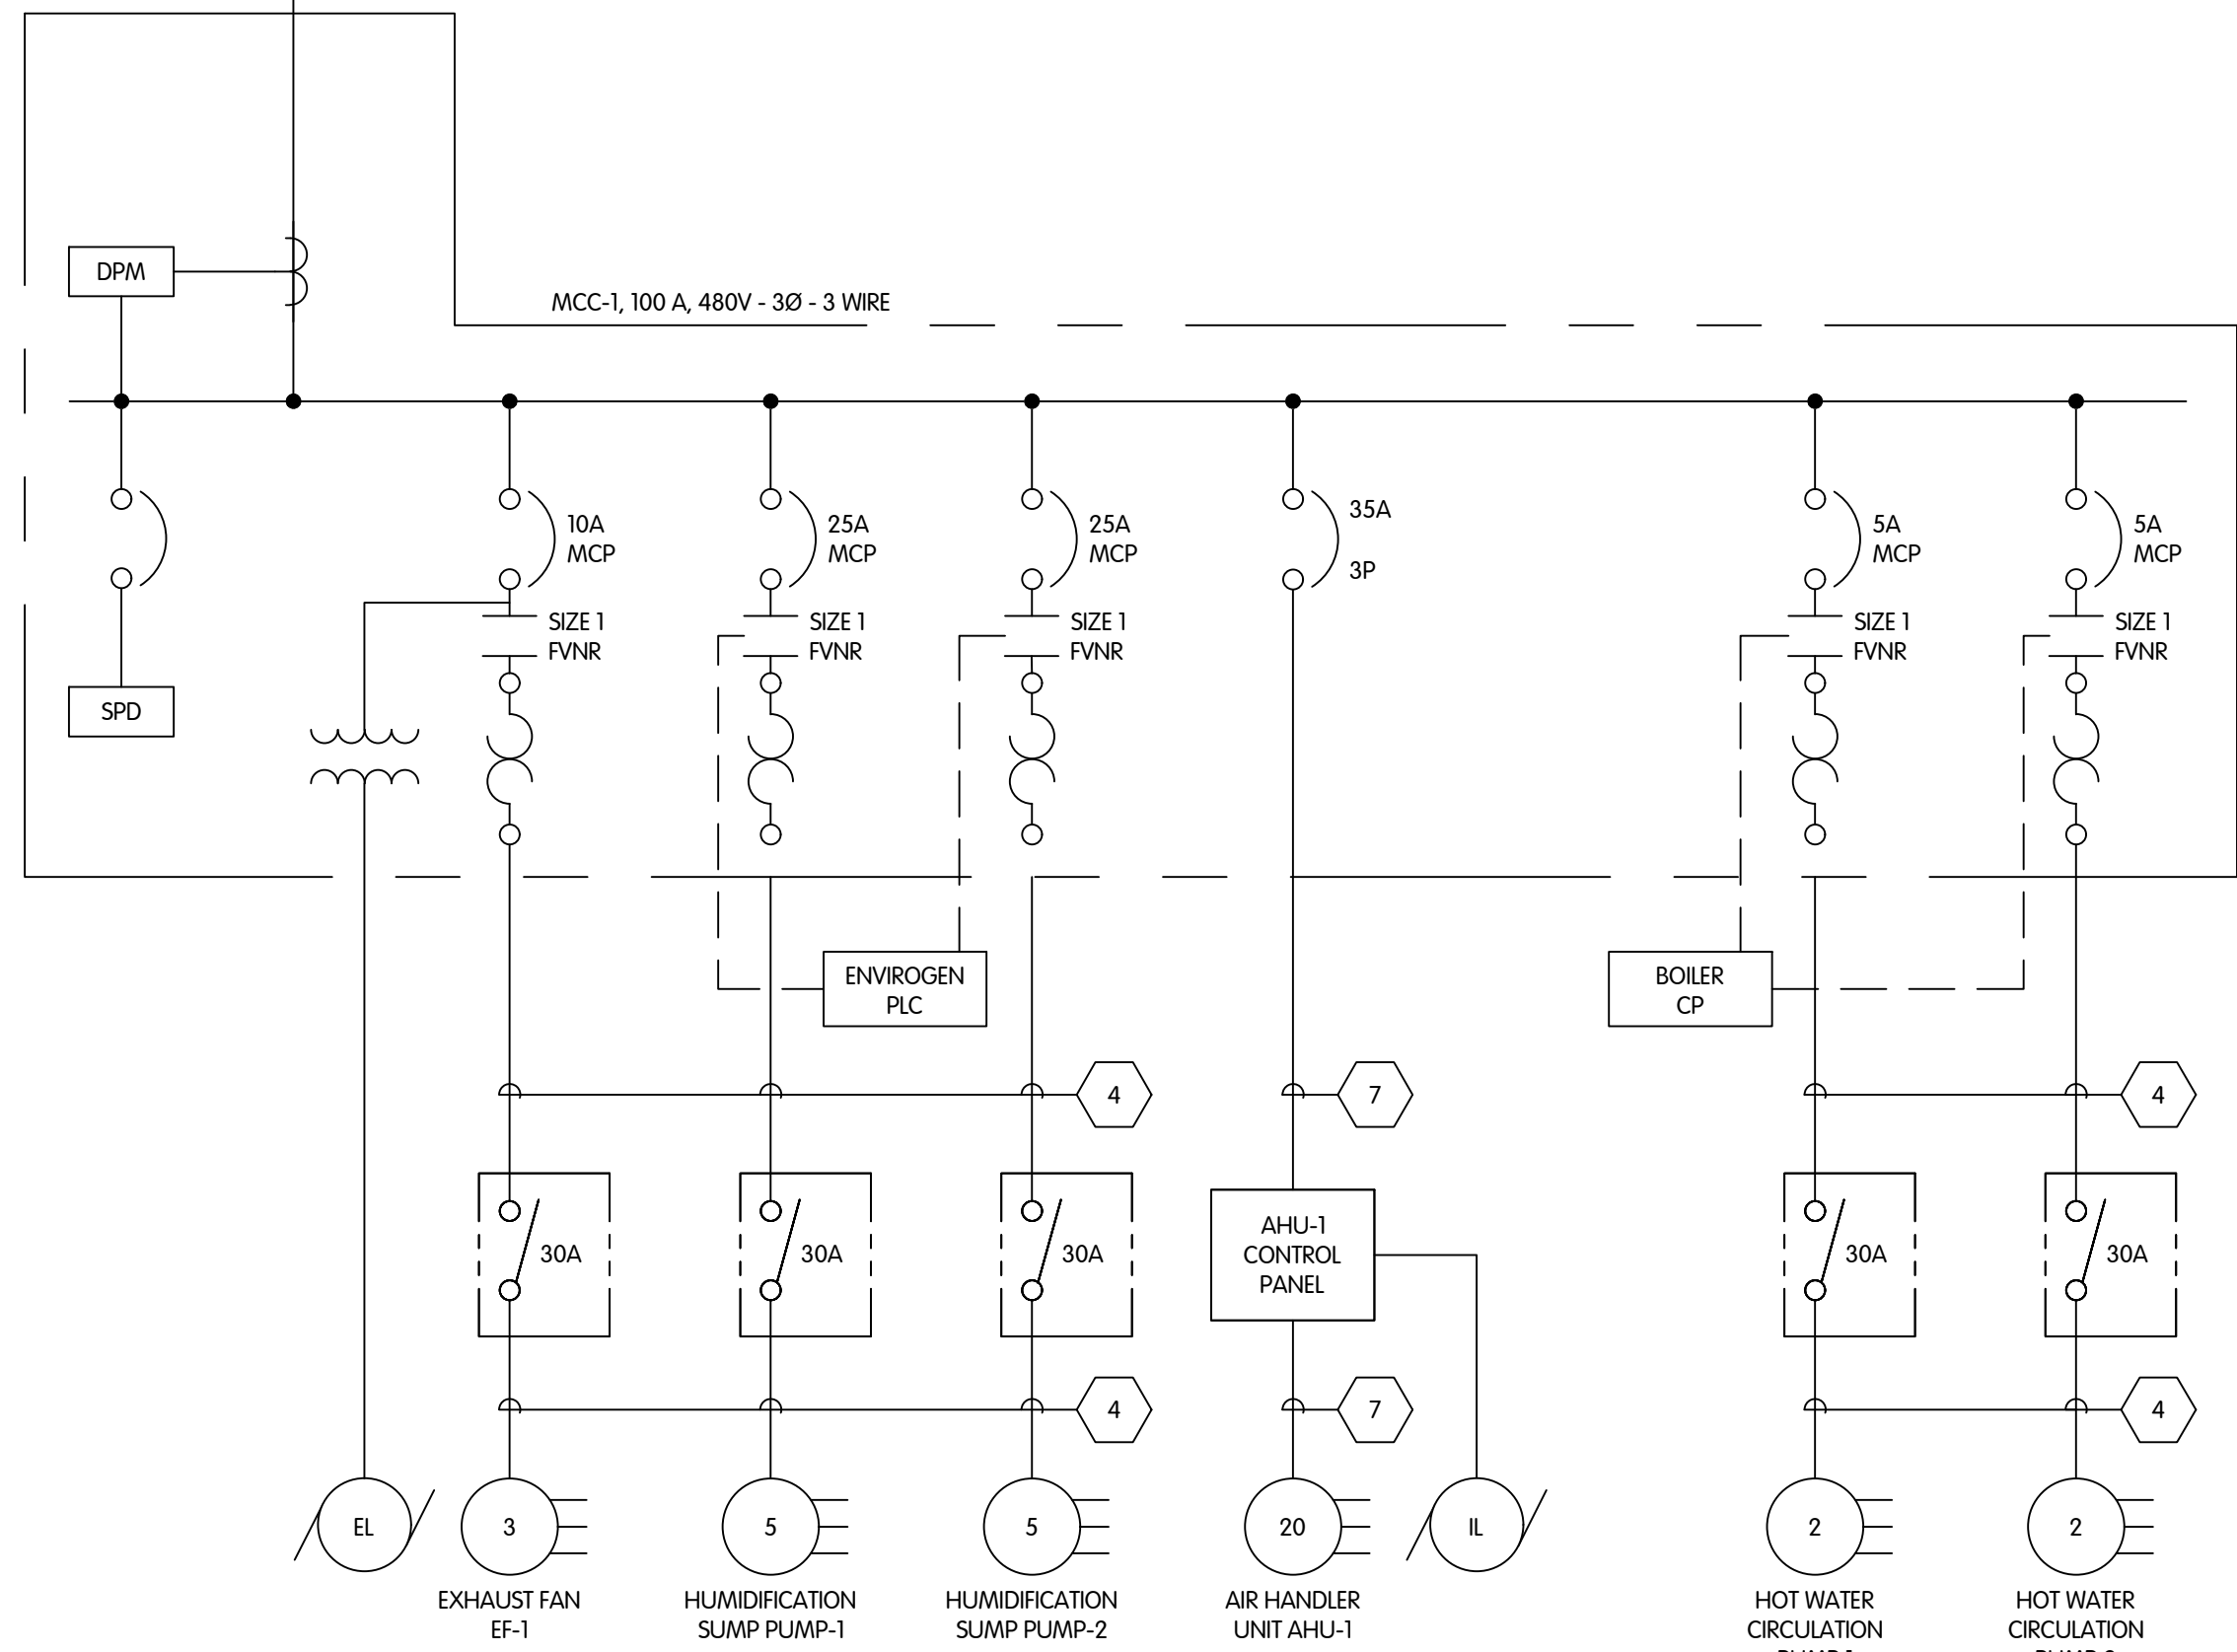 DPM
MCC-1, 100 A, 480V - 3Ø - 3 WIRE
10A
MCP
25A
MCP
25A
MCP
35A
3P
5A
MCP
5A
MCP
SIZE 1
FVNR
SIZE 1
FVNR
SIZE 1
FVNR
SIZE 1
FVNR
SIZE 1
FVNR
SPD
ENVIROGEN
PLC
BOILER
CP
4
7
4
30A
30A
30A
AHU-1
CONTROL
PANEL
30A
30A
4
7
4
EL
3
5
5
20
IL
2
2
EXHAUST FAN
EF-1
HUMIDIFICATION
SUMP PUMP-1
HUMIDIFICATION
SUMP PUMP-2
AIR HANDLER
UNIT AHU-1
HOT WATER
CIRCULATION
HOT WATER
CIRCULATION